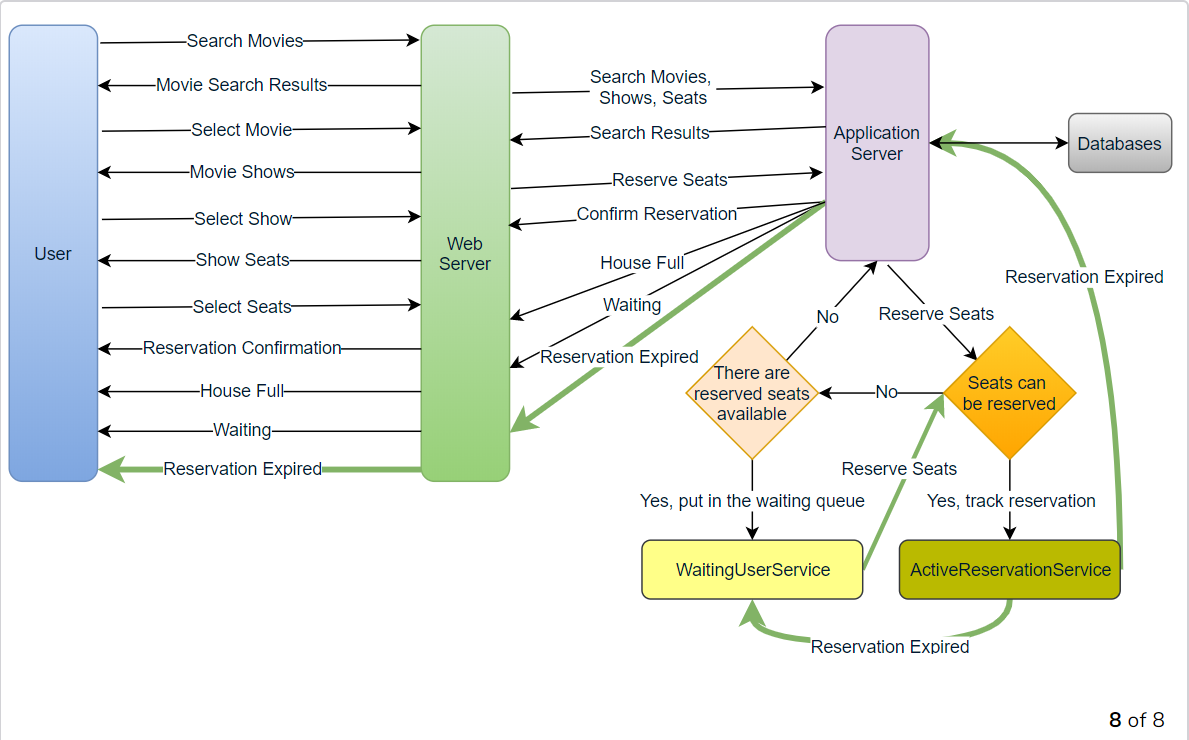 User
Search Movies
Movie Search Results
Select Movie
Movie Shows
Select Show
Show Seats
Select Seats
Reservation Confirmation
House Full
Waiting
Reservation Expired
Web
Server
Search Movies,
Shows, Seats
Search Results
Reserve Seats
Confirm Reservation
House Full
Waiting
Reservation Expired
Application
Server
Databases
Reservation Expired
No
Reserve Seats
There are
reserved seats
available
No
Seats can
be reserved
Reserve Seats
Yes, put in the waiting queue
Yes, track reservation
WaitingUserService
ActiveReservationService
Reservation Expired
8 of 8